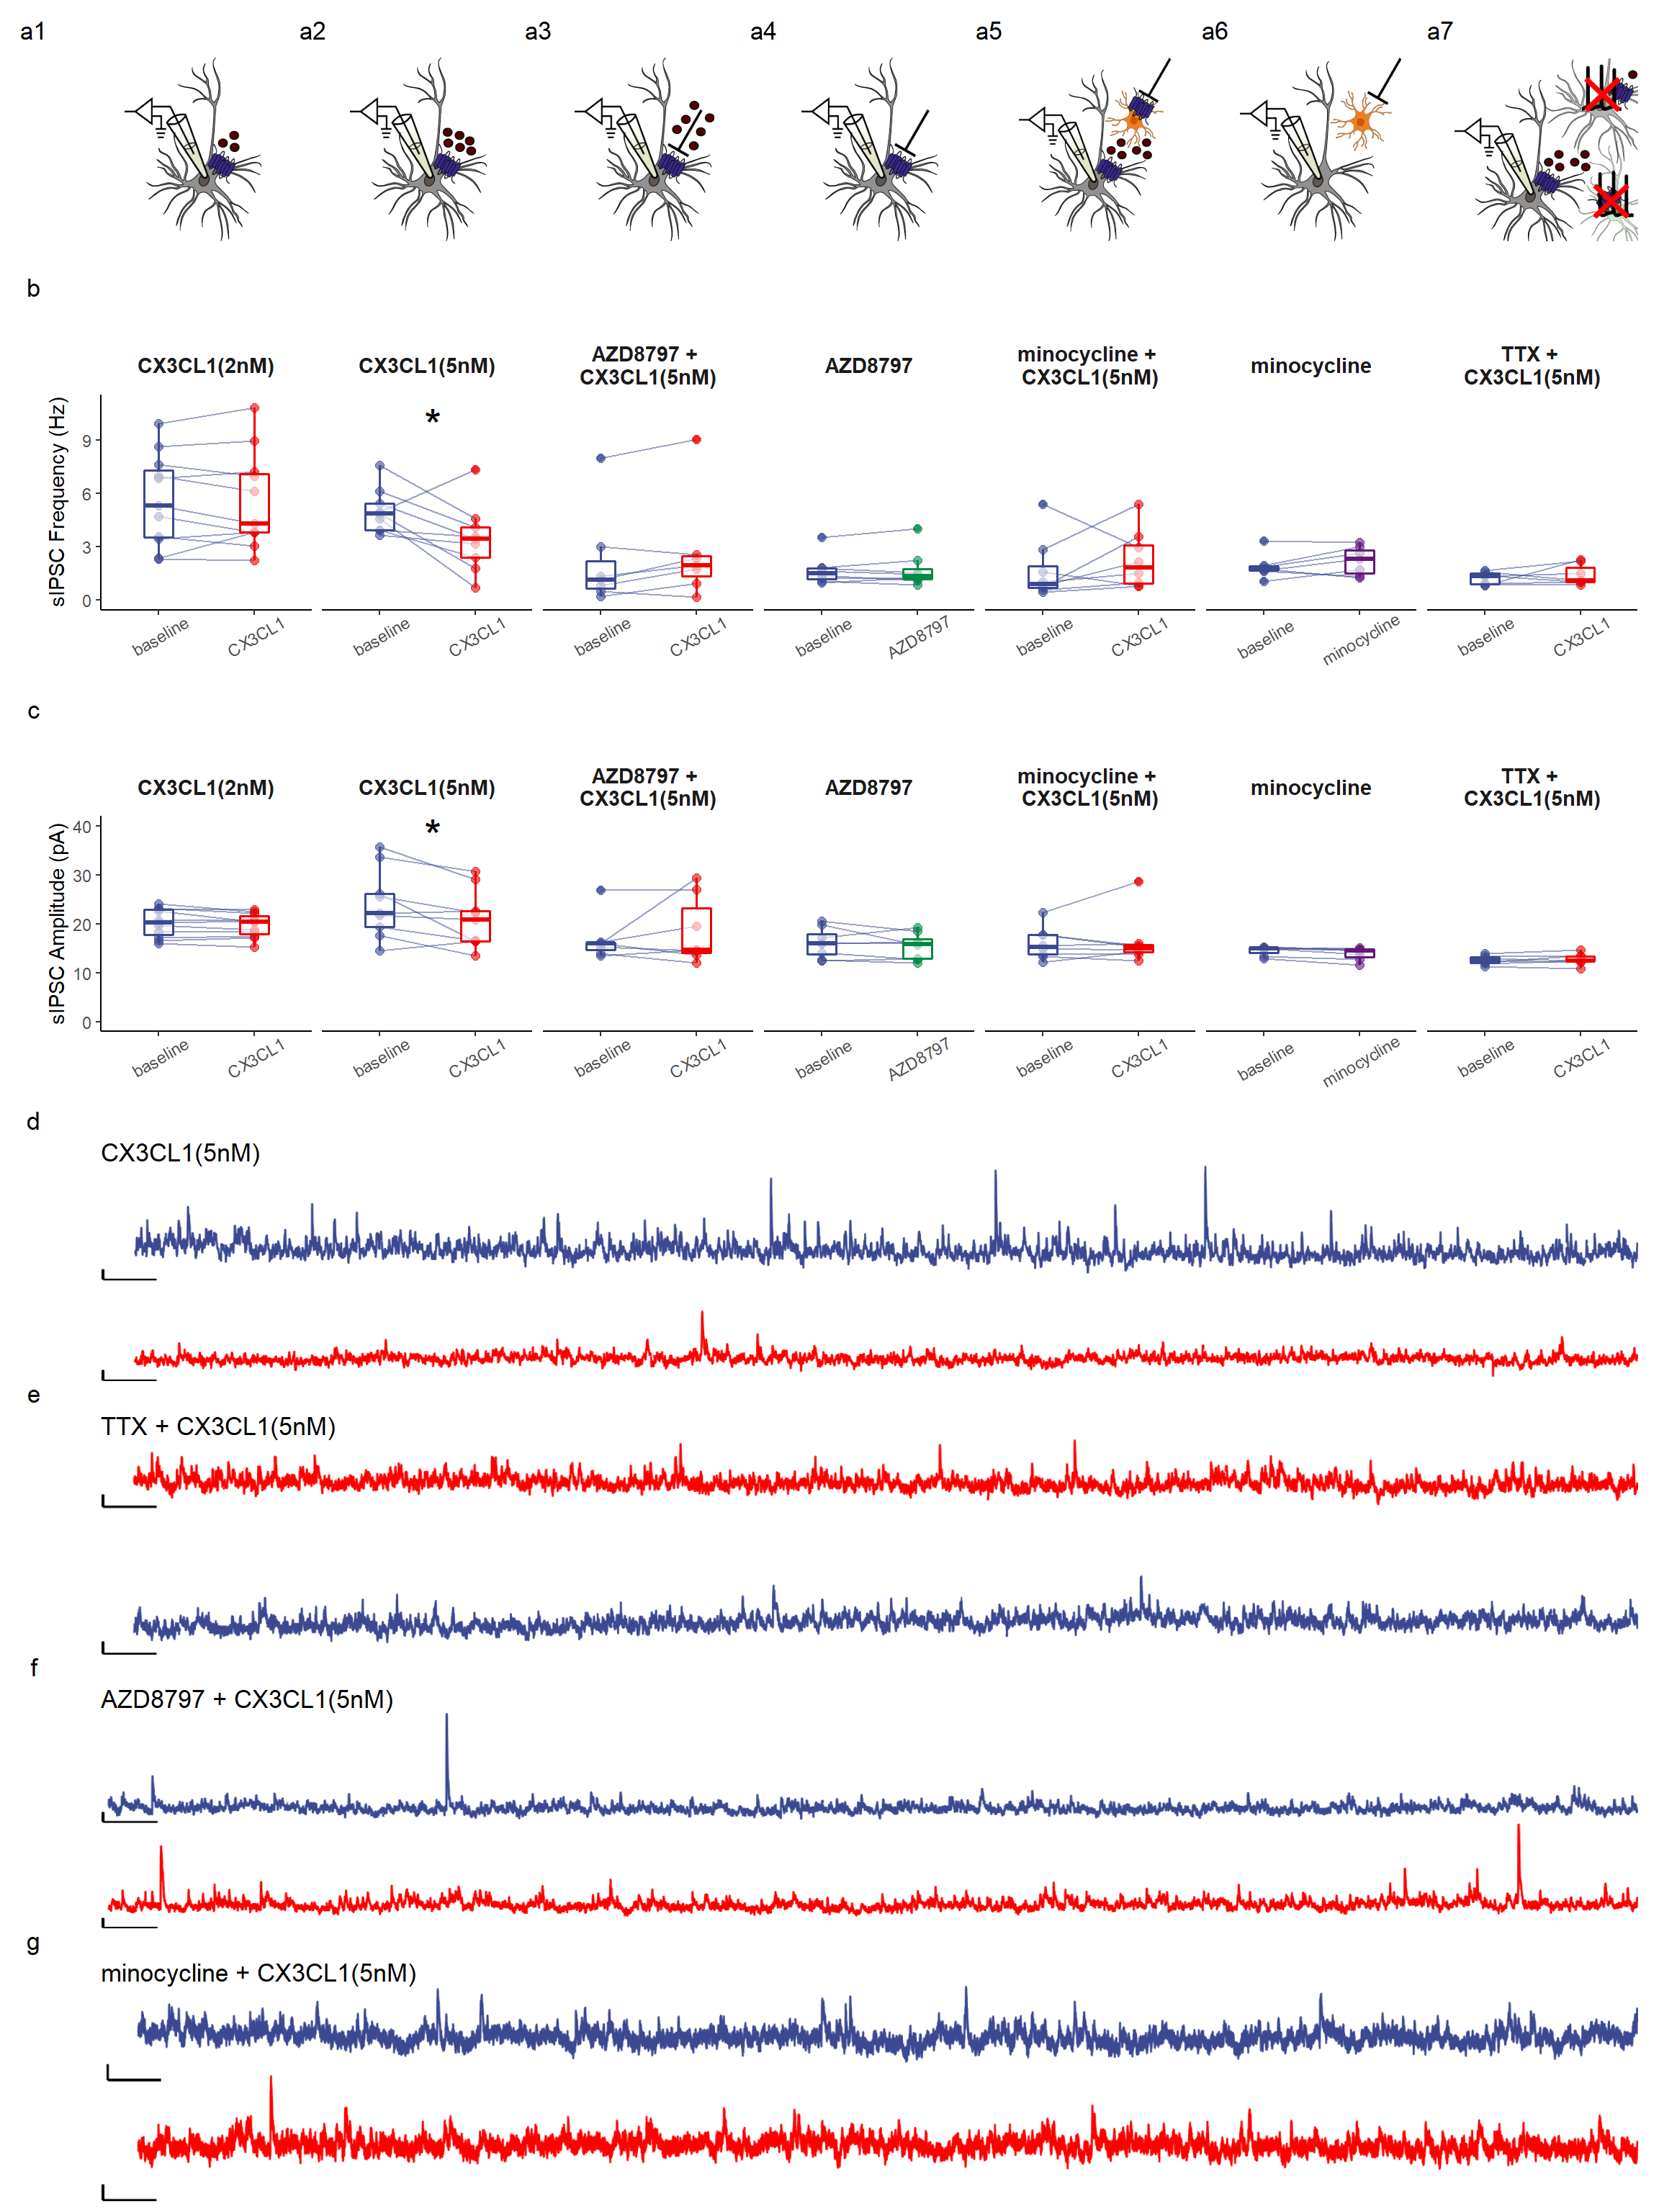 a1 a2 a3 a4 a5 a6 a7
b
CX3CL1(2nM) CX3CL1(5nM) AZD8797 + CX3CL1(5nM) AZD8797 minocycline + CX3CL1(5nM) minocycline TTX + CX3CL1(5nM)
*
sIPSC Frequency (Hz)
9
6
3
0
baseline CX3CL1 baseline CX3CL1 baseline CX3CL1 baseline AZD8797 baseline CX3CL1 baseline minocycline baseline CX3CL1
c
CX3CL1(2nM) CX3CL1(5nM) AZD8797 + CX3CL1(5nM) AZD8797 minocycline + CX3CL1(5nM) minocycline TTX + CX3CL1(5nM)
*
sIPSC Amplitude (pA)
40
30
20
10
0
baseline CX3CL1 baseline CX3CL1 baseline CX3CL1 baseline AZD8797 baseline CX3CL1 baseline minocycline baseline CX3CL1
d
CX3CL1(5nM)
e
TTX + CX3CL1(5nM)
f
AZD8797 + CX3CL1(5nM)
g
minocycline + CX3CL1(5nM)